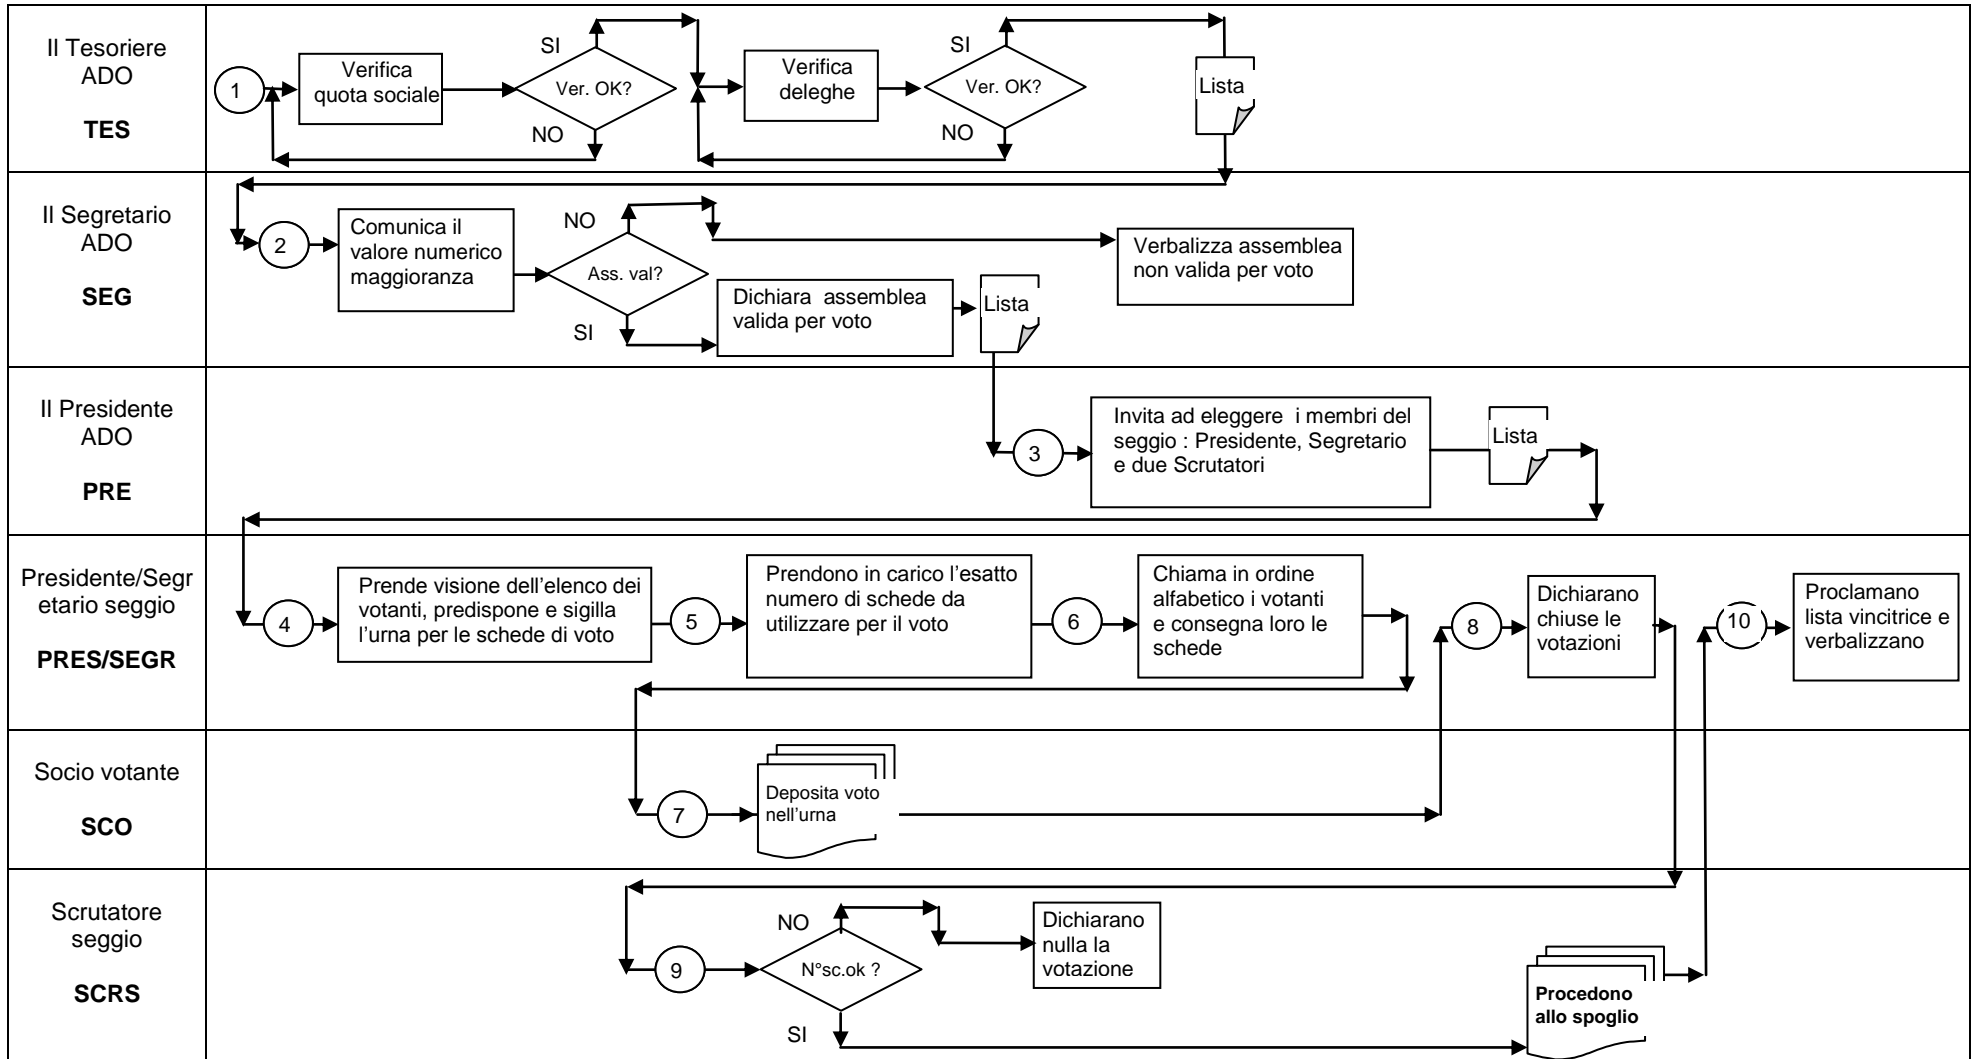 Il Tesoriere
ADO
TES
1
Verifica
quota sociale
SI
Ver. OK?
NO
Verifica
deleghe
SI
Ver. OK?
NO
Lista
Il Segretario
ADO
SEG
2
Comunica il
valore numerico
maggioranza
NO
Ass. val?
SI
Dichiara assemblea
valida per voto
Lista
Verbalizza assemblea
non valida per voto
Il Presidente
ADO
PRE
3
Invita ad eleggere i membri del
seggio : Presidente, Segretario
e due Scrutatori
Lista
Presidente/Segr
etario seggio
PRES/SEGR
4
Prende visione dell’elenco dei
votanti, predispone e sigilla
l’urna per le schede di voto
5
Prendono in carico l’esatto
numero di schede da
utilizzare per il voto
6
Chiama in ordine
alfabetico i votanti
e consegna loro le
schede
8
Dichiarano
chiuse le
votazioni
10
Proclamano
lista vincitrice e
verbalizzano
Socio votante
SCO
7
Deposita voto
nell’urna
Scrutatore
seggio
SCRS
9
NO
N°sc.ok ?
SI
Dichiarano
nulla la
votazione
Procedono
allo spoglio